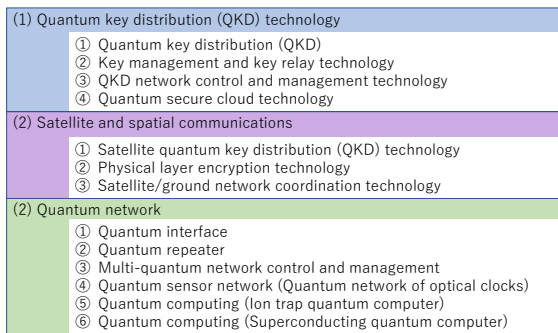 (1) Quantum key distribution (QKD) technology
① Quantum key distribution (QKD)
② Key management and key relay technology
③ QKD network control and management technology
④ Quantum secure cloud technology
(2) Satellite and spatial communications
① Satellite quantum key distribution (QKD) technology
② Physical layer encryption technology
③ Satellite/ground network coordination technology
(2) Quantum network
① Quantum interface
② Quantum repeater
③ Multi-quantum network control and management
④ Quantum sensor network (Quantum network of optical clocks)
⑤ Quantum computing (Ion trap quantum computer)
⑥ Quantum computing (Superconducting quantum computer)